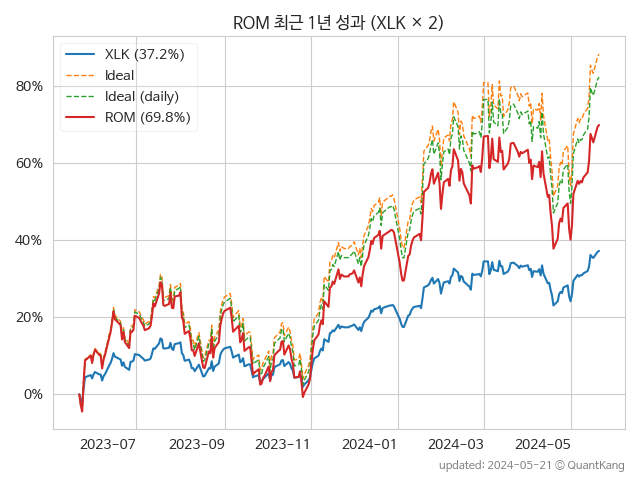 ROM 최근 1년 성과 (XLK × 2)
XLK (37.2%)
Ideal
Ideal (daily)
ROM (69.8%)
80%
60%
40%
20%
0%
2023-07 2023-09 2023-11 2024-01 2024-03 2024-05
updated: 2024-05-21 © QuantKang